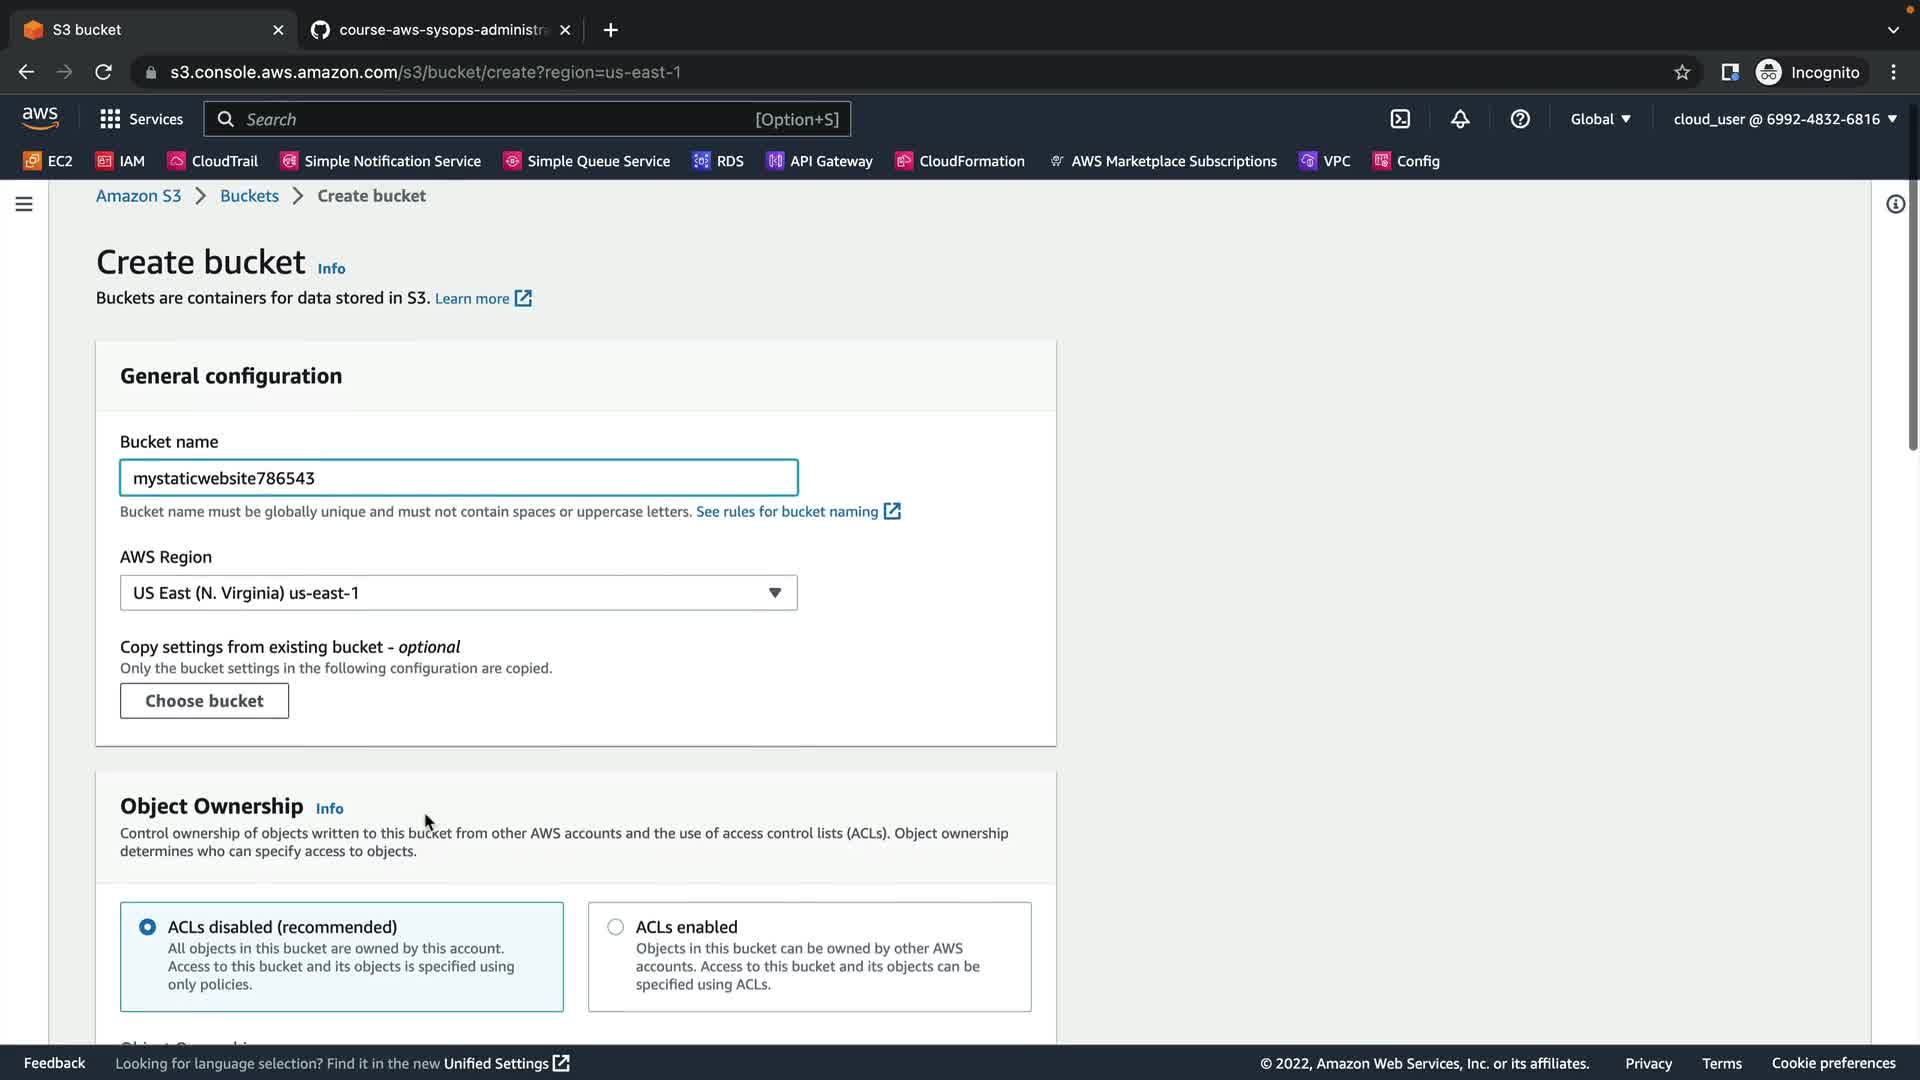 S3 bucket
course-aws-sysops-administr
s3.console.aws.amazon.com/s3/bucket/create?region=us-east-1
Incognito
aws
Services
Search
[Option+S]
Global
cloud_user @ 6992-4832-6816
EC2
IAM
CloudTrail
Simple Notification Service
Simple Queue Service
RDS
API Gateway
CloudFormation
AWS Marketplace Subscriptions
VPC
Config
Amazon S3
Buckets
Create bucket
Create bucket Info
Buckets are containers for data stored in S3. Learn more
General configuration
Bucket name
mystaticwebsite786543
Bucket name must be globally unique and must not contain spaces or uppercase letters. See rules for bucket naming
AWS Region
US East (N. Virginia) us-east-1
Copy settings from existing bucket - optional
Only the bucket settings in the following configuration are copied.
Choose bucket
Object Ownership Info
Control ownership of objects written to this bucket from other AWS accounts and the use of access control lists (ACLs). Object ownership
determines who can specify access to objects.
ACLs disabled (recommended)
All objects in this bucket are owned by this account.
Access to this bucket and its objects is specified using
only policies.
ACLs enabled
Objects in this bucket can be owned by other AWS
accounts. Access to this bucket and its objects can be
specified using ACLs.
Feedback
Looking for language selection? Find it in the new Unified Settings
© 2022, Amazon Web Services, Inc. or its affiliates.
Privacy
Terms
Cookie preferences